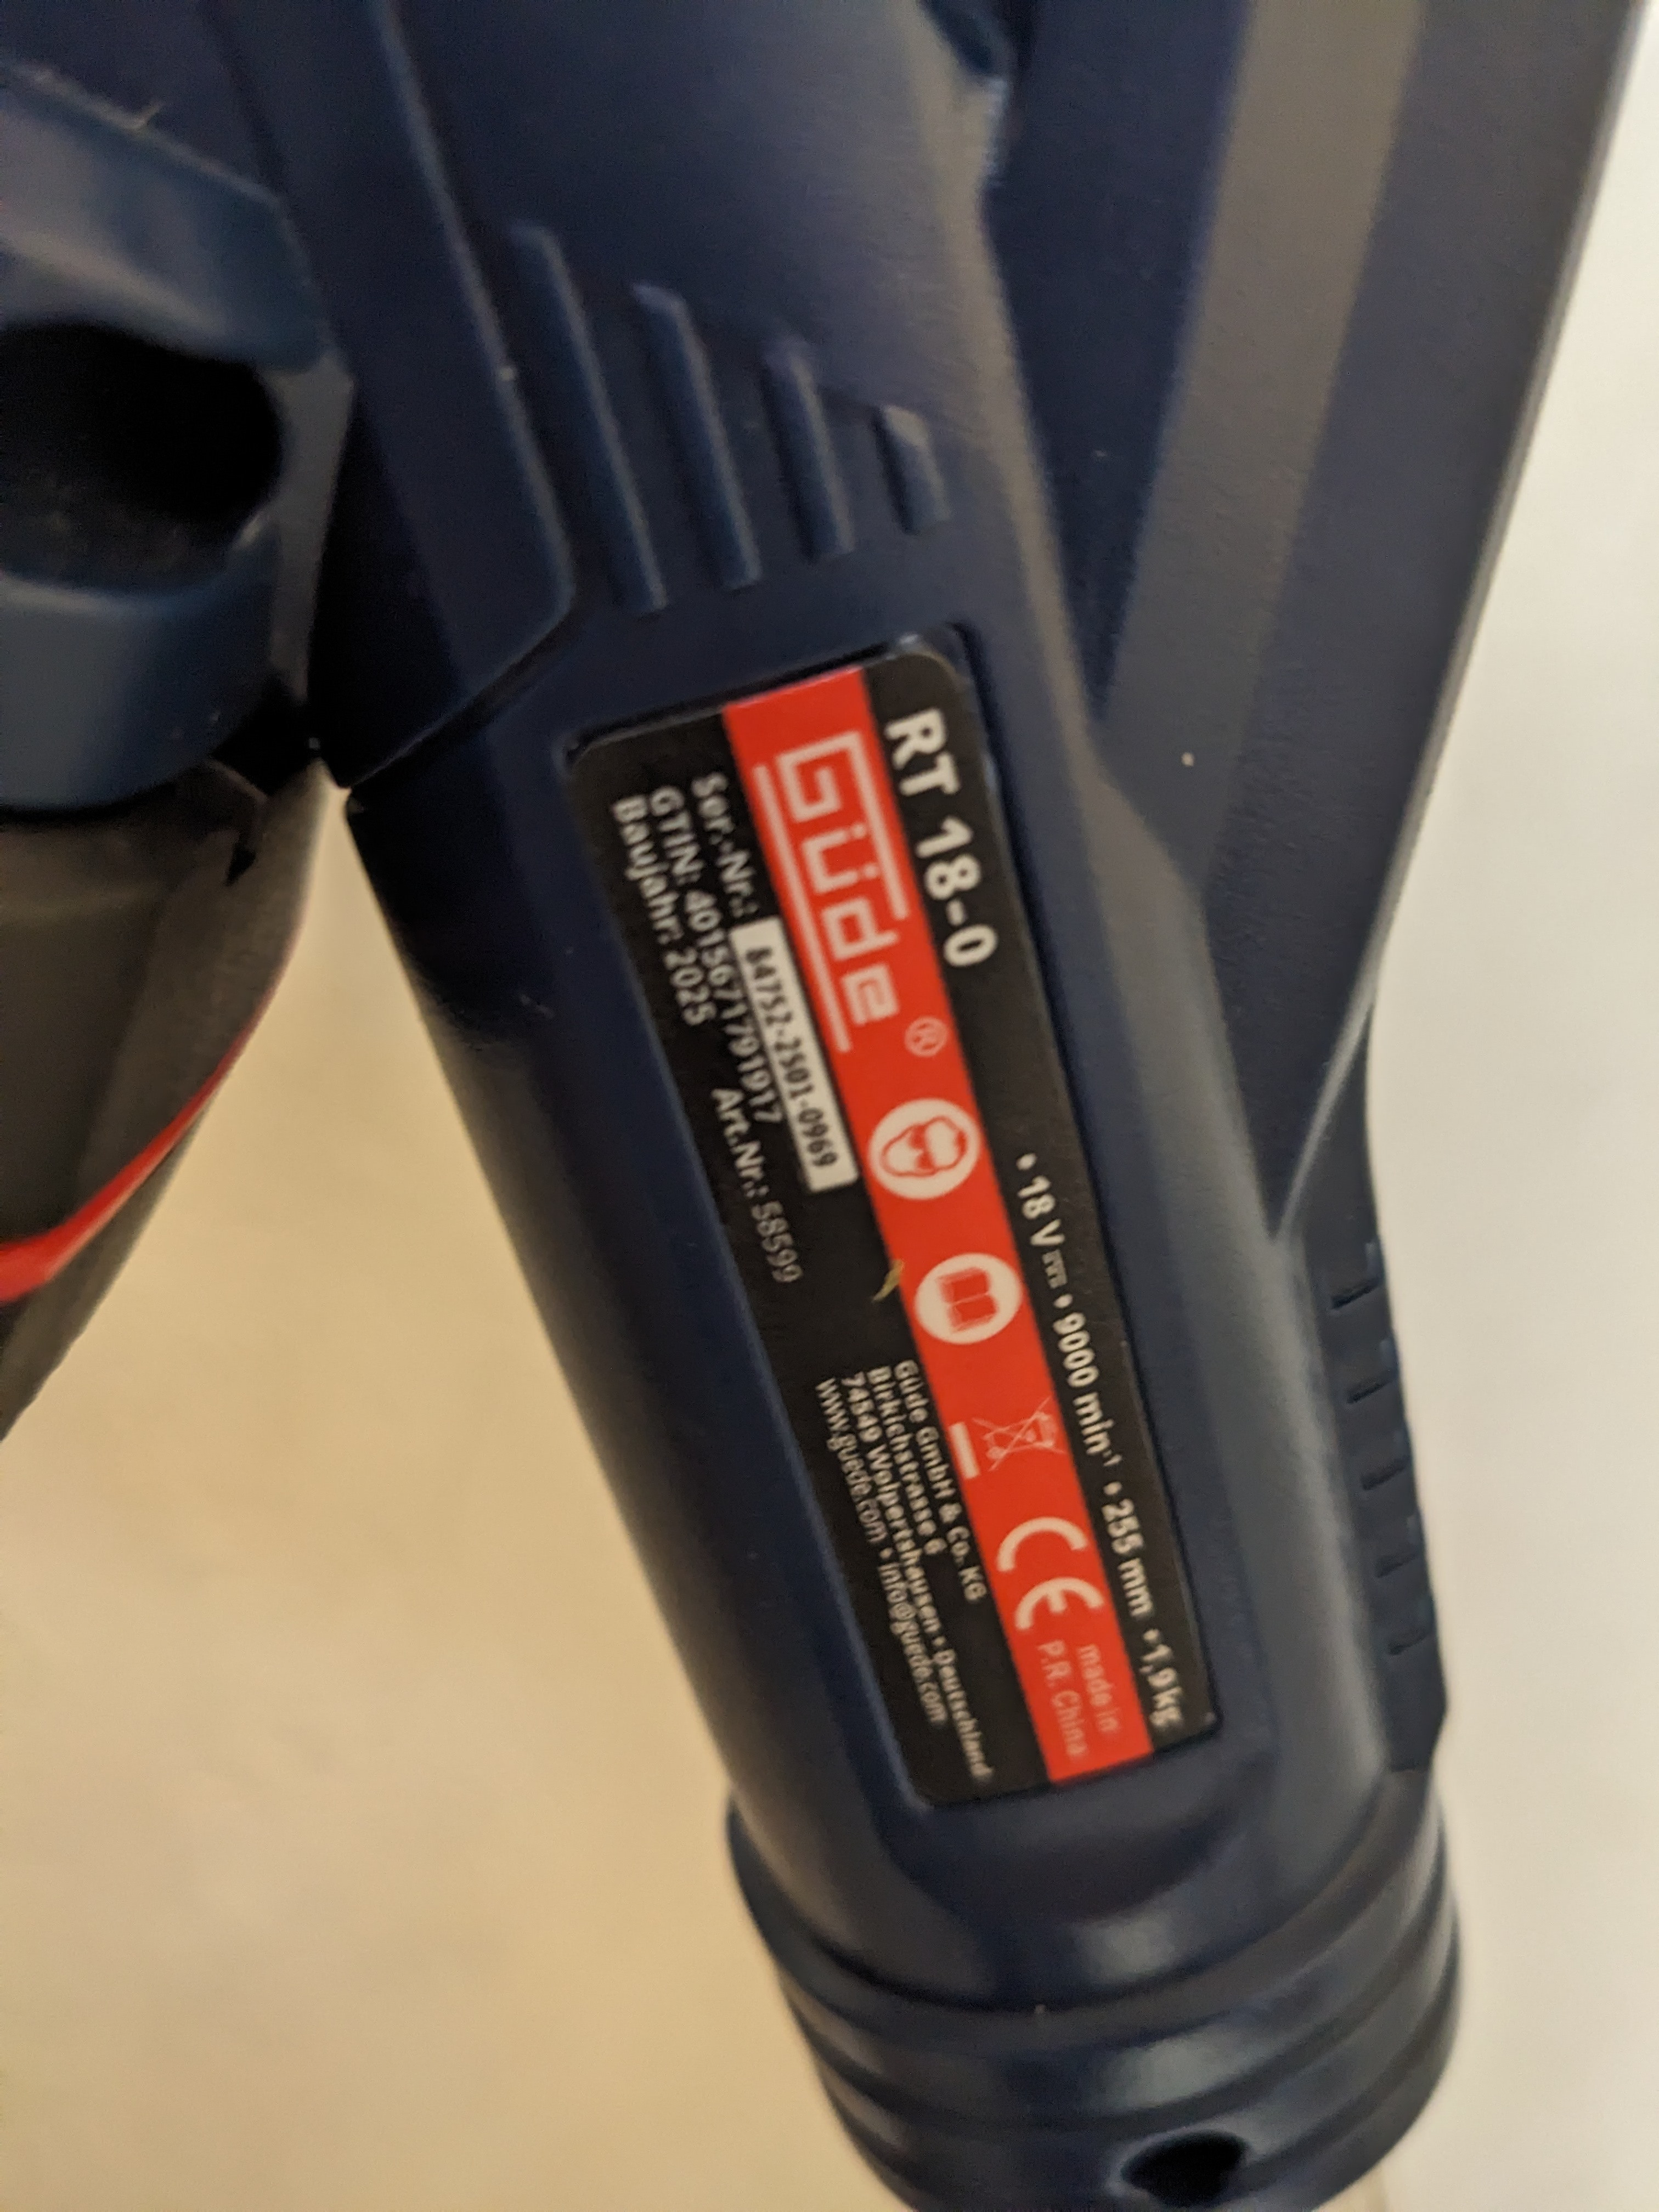 RT 18-0
• 18 V ⎓ • 9000 min-1 • 255 mm • 1,9 kg
Güde ®
CE
made in
P.R. China
Ser.-Nr.: 84752-2501-0969
GTIN: 4015671791917
Baujahr: 2025 Art.Nr.: 58599
Güde GmbH & Co. KG
Birkichstrasse 6
74549 Wolpertshausen • Deutschland
www.guede.com • info@guede.com